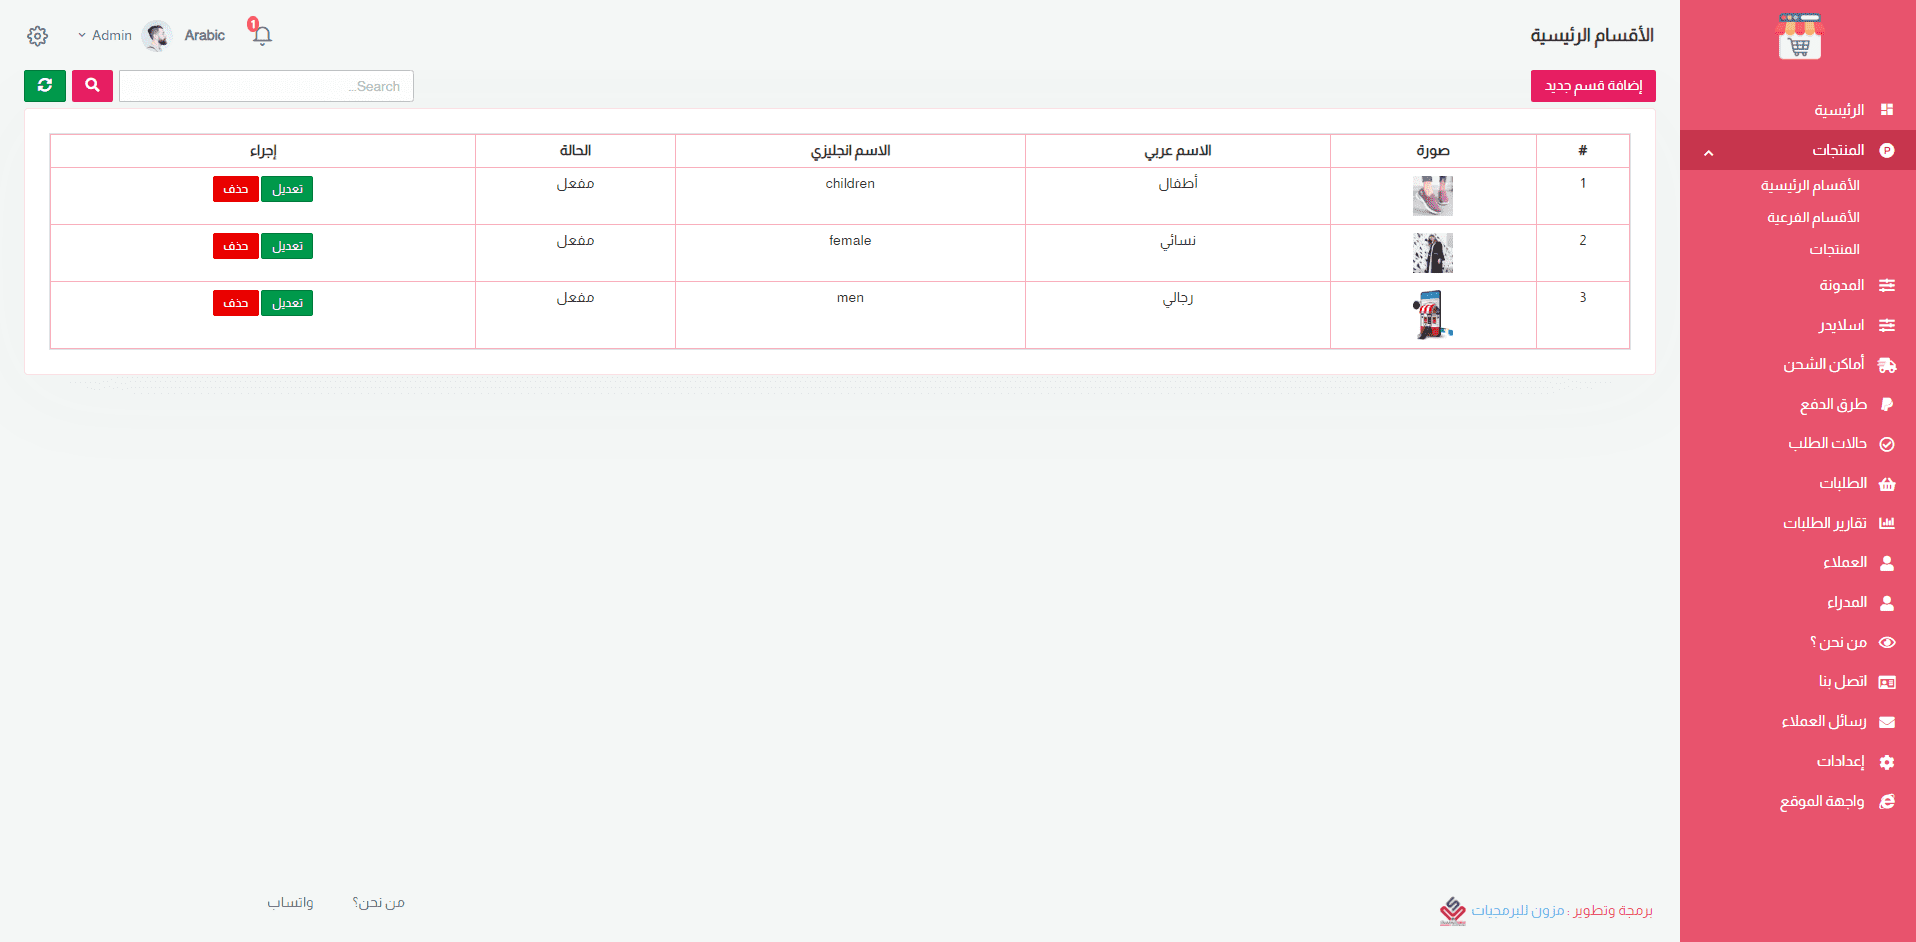 الرئيسية
المنتجات
الأقسام الرئيسية
الأقسام الفرعية
المنتجات
المدونة
اسلايدر
أماكن الشحن
طرق الدفع
حالات الطلب
الطلبات
تقارير الطلبات
العملاء
المدراء
من نحن ؟
اتصل بنا
رسائل العملاء
إعدادات
واجهة الموقع
الأقسام الرئيسية
1
Arabic
Admin
إضافة قسم جديد
Search...
# صورة الاسم عربي الاسم انجليزي الحالة إجراء
1 أطفال children مفعل تعديل حذف
2 نسائي female مفعل تعديل حذف
3 رجالي men مفعل تعديل حذف
برمجة وتطوير : مزون للبرمجيات
من نحن؟
واتساب